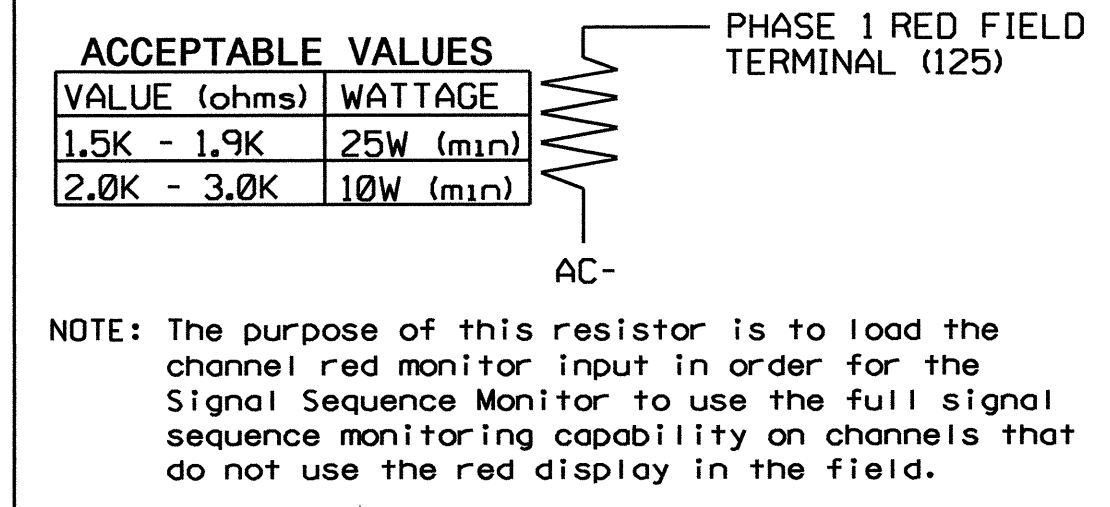 ACCEPTABLE VALUES
VALUE (ohms) WATTAGE
1.5K - 1.9K 25W (min)
2.0K - 3.0K 10W (min)
PHASE 1 RED FIELD
TERMINAL (125)
AC-
NOTE: The purpose of this resistor is to load the
channel red monitor input in order for the
Signal Sequence Monitor to use the full signal
sequence monitoring capability on channels that
do not use the red display in the field.